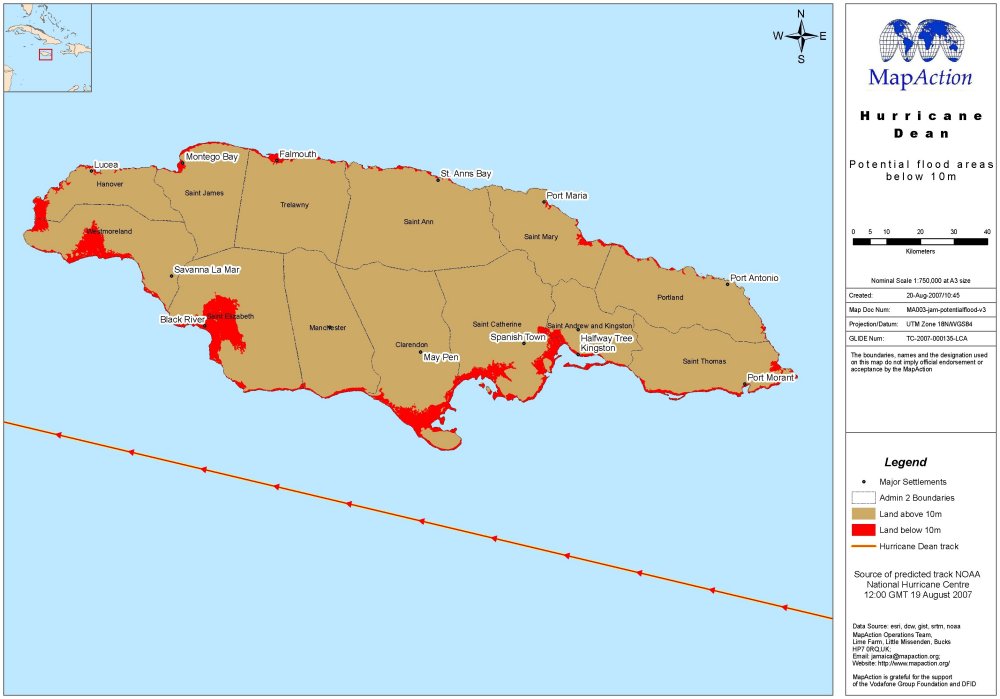 N
W E
S
Lucea
Hanover
Montego Bay
Falmouth
Saint James
Trelawny
St. Anns Bay
Saint Ann
Port Maria
Saint Mary
Westmoreland
Savanna La Mar
Port Antonio
Portland
Black River
Saint Elizabeth
Manchester
Clarendon
May Pen
Saint Catherine
Spanish Town
Saint Andrew and Kingston
Halfway Tree
Kingston
Saint Thomas
Port Morant
MapAction
Hurricane
Dean
Potential flood areas
below 10m
0 5 10 20 30 40
Kilometers
Nominal Scale 1:750,000 at A3 size
Created: 20-Aug-2007/10:45
Map Doc Num: MA003-jam-potentialflood-v3
Projection/Datum: UTM Zone 18N/WGS84
GLIDE Num: TC-2007-000135-LCA
The boundaries, names and the designation used
on this map do not imply official endorsement or
acceptance by the MapAction
Legend
Major Settlements
Admin 2 Boundaries
Land above 10m
Land below 10m
Hurricane Dean track
Source of predicted track NOAA
National Hurricane Centre
12:00 GMT 19 August 2007
Data Source: esri, dcw, gist, srtm, noaa
MapAction Operations Team,
Lime Farm, Little Missenden, Bucks
HP7 0RQ,UK;
Email: jamaica@mapaction.org;
Website: http://www.mapaction.org/
MapAction is grateful for the support
of the Vodafone Group Foundation and DFID